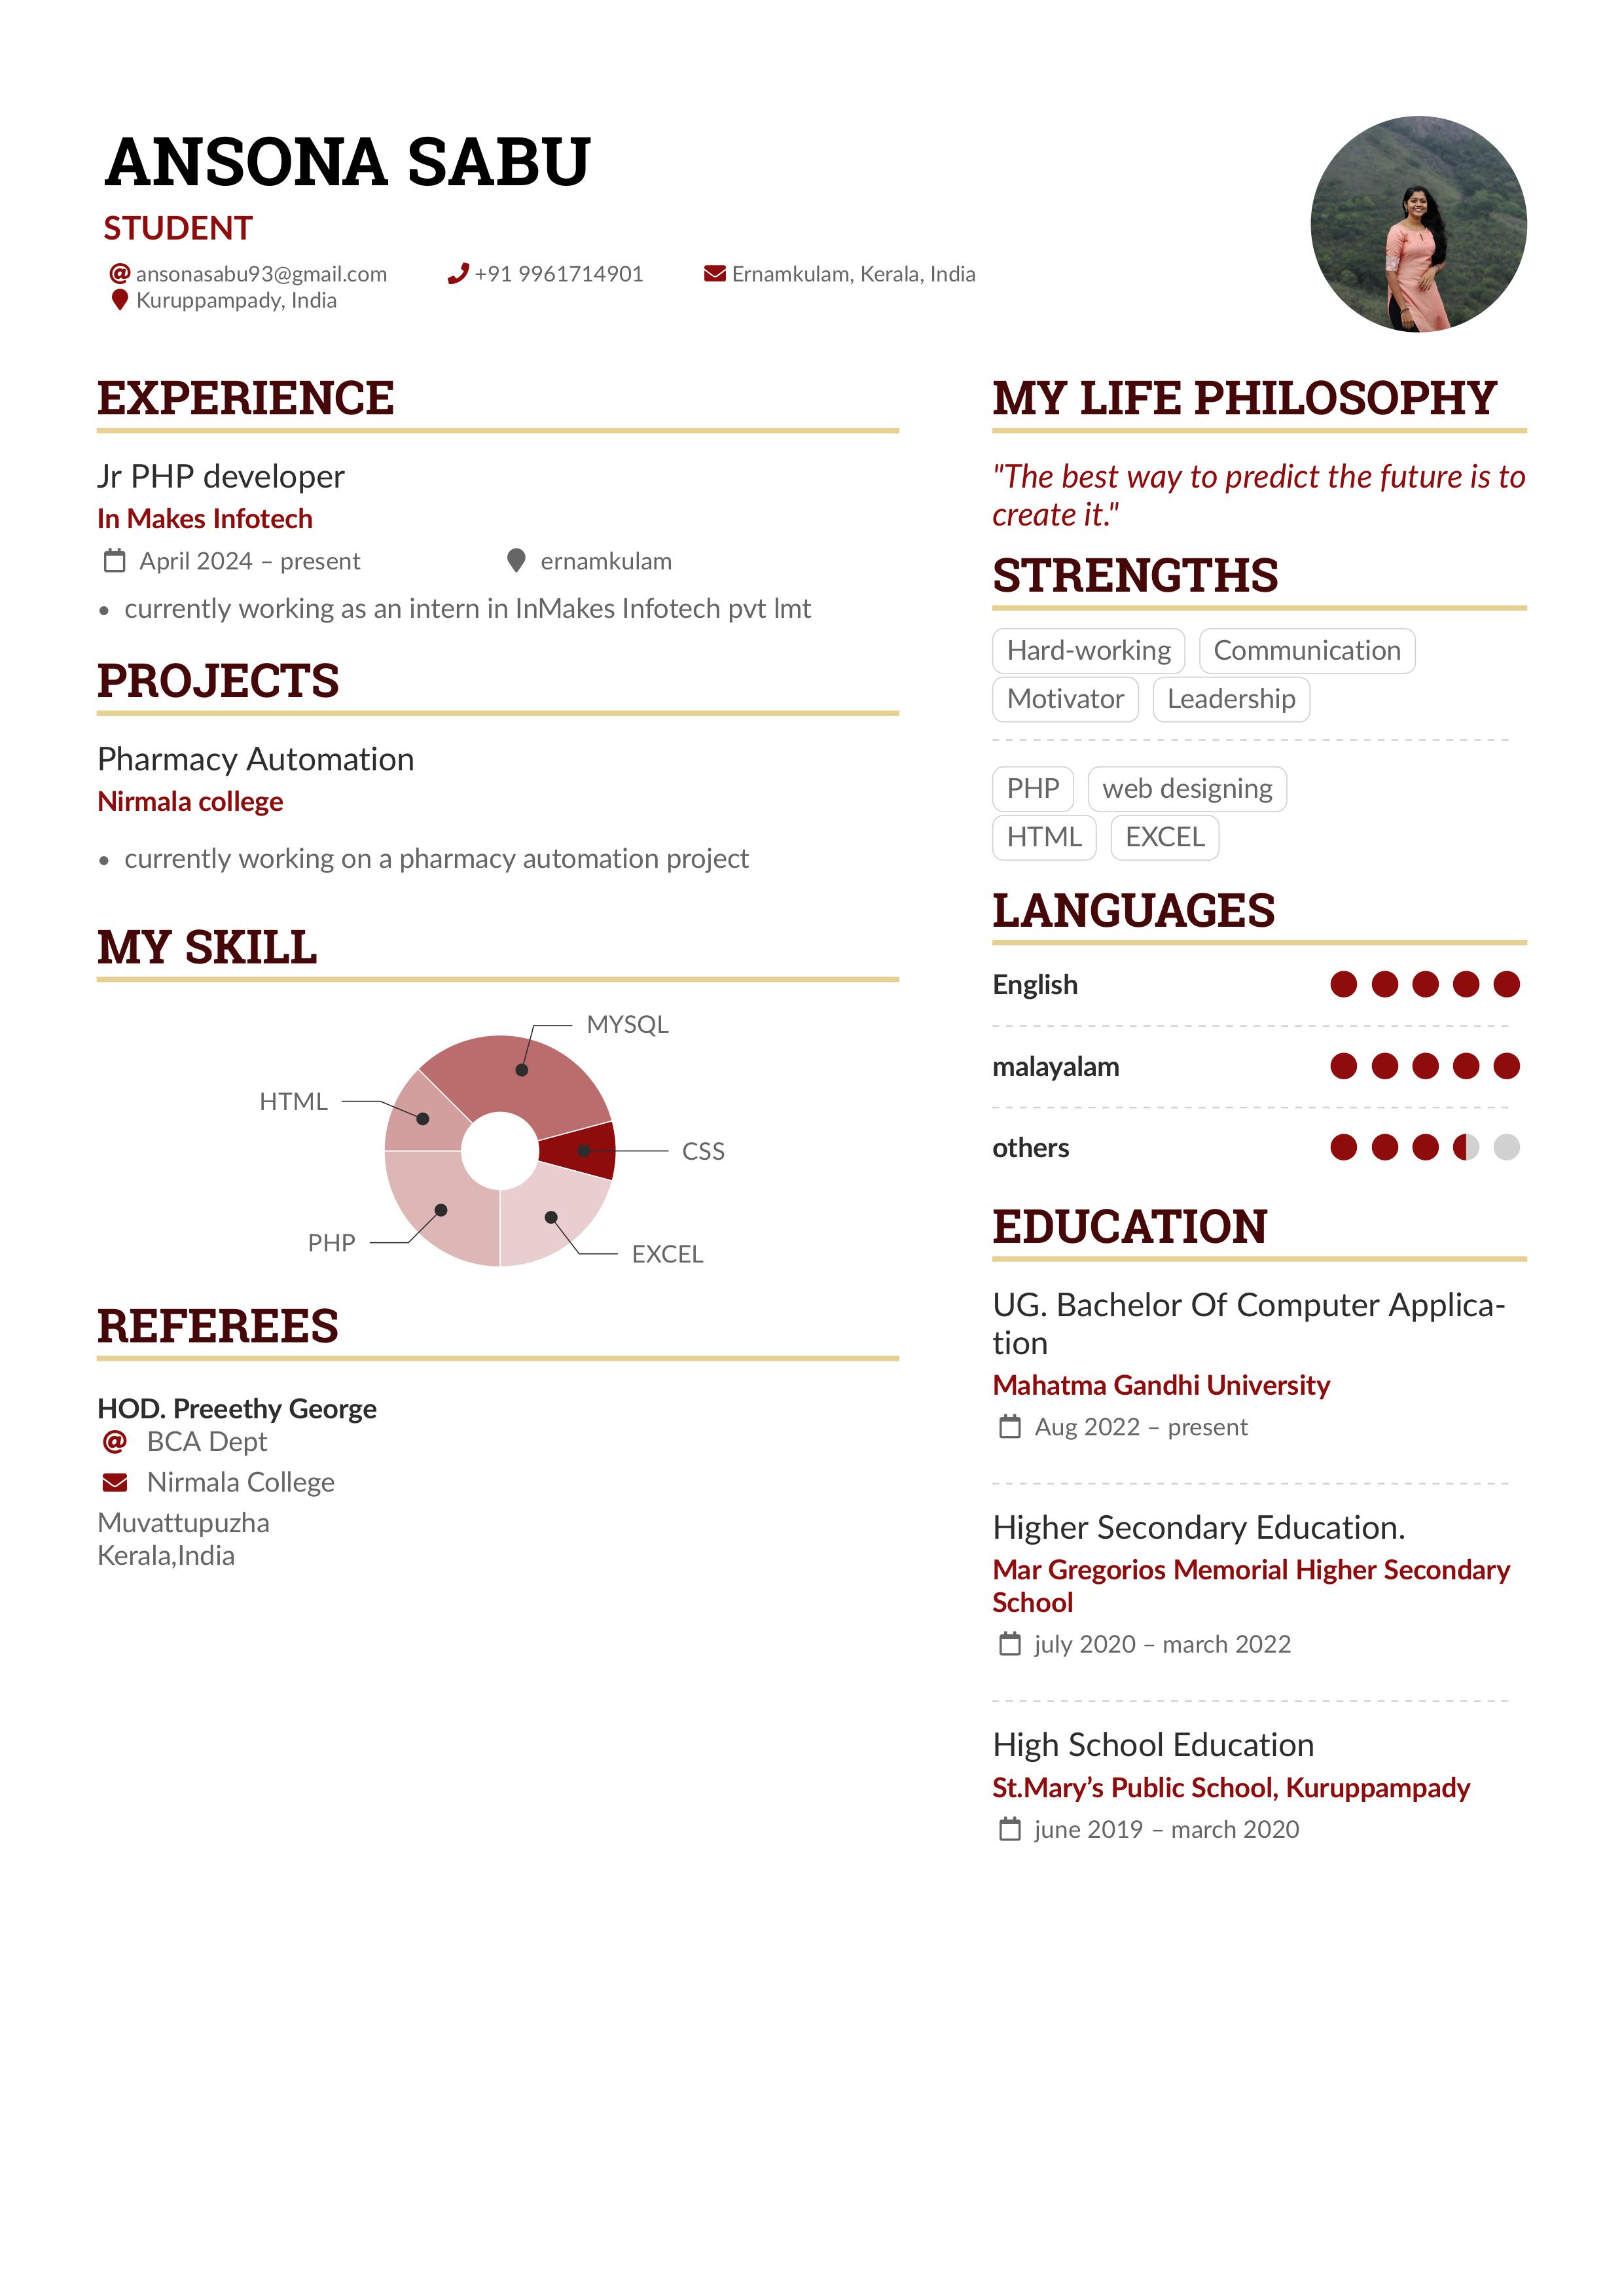 ANSONA SABU
STUDENT
ansonasabu93@gmail.com +91 9961714901 Ernamkulam, Kerala, India
Kuruppampady, India
EXPERIENCE
Jr PHP developer
In Makes Infotech
April 2024 – present ernamkulam
• currently working as an intern in InMakes Infotech pvt lmt
PROJECTS
Pharmacy Automation
Nirmala college
• currently working on a pharmacy automation project
MY SKILL
MYSQL
HTML
CSS
PHP
EXCEL
REFEREES
HOD. Preeethy George
@ BCA Dept
Nirmala College
Muvattupuzha
Kerala,India
MY LIFE PHILOSOPHY
"The best way to predict the future is to
create it."
STRENGTHS
Hard-working Communication
Motivator Leadership
PHP web designing
HTML EXCEL
LANGUAGES
English
malayalam
others
EDUCATION
UG. Bachelor Of Computer Applica-
tion
Mahatma Gandhi University
Aug 2022 – present
Higher Secondary Education.
Mar Gregorios Memorial Higher Secondary
School
july 2020 – march 2022
High School Education
St.Mary’s Public School, Kuruppampady
june 2019 – march 2020